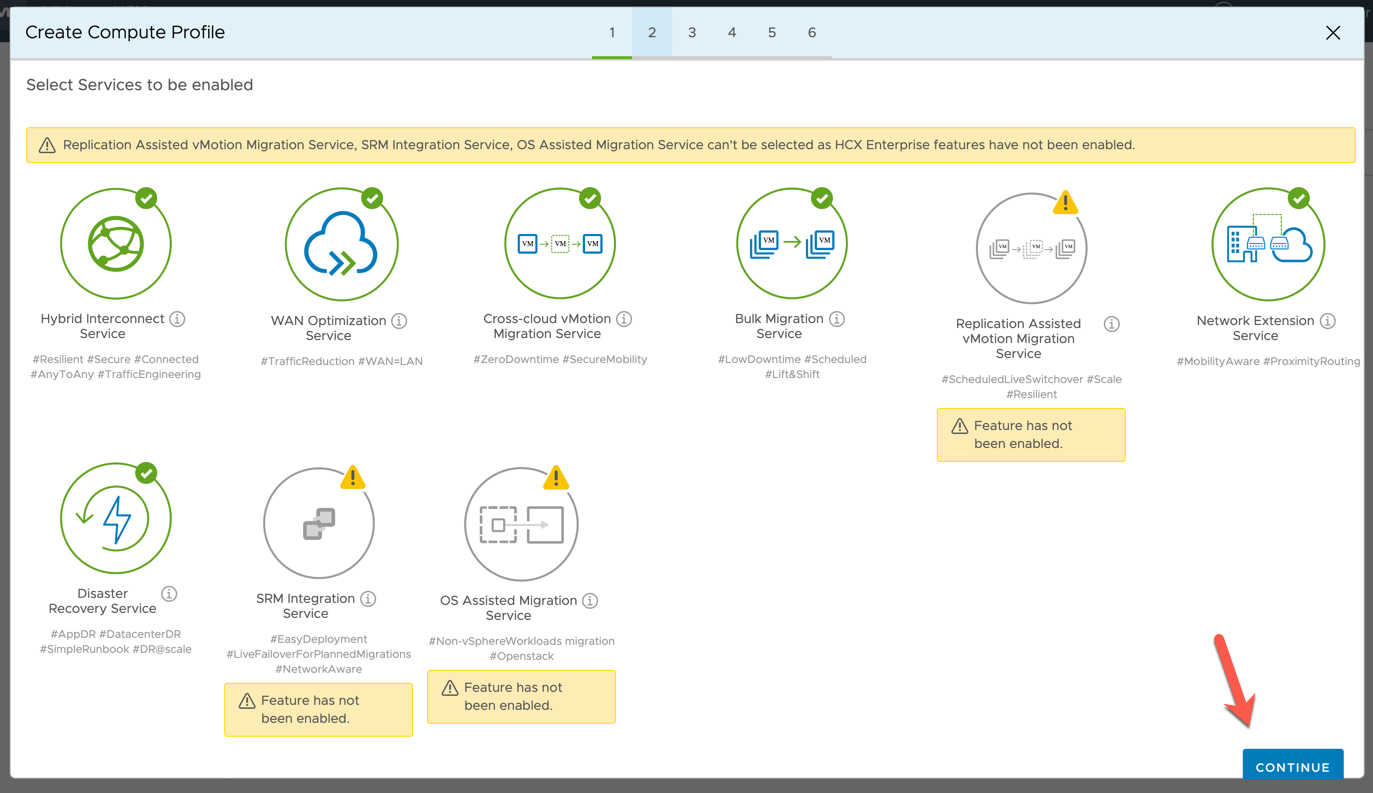 Create Compute Profile
1 2 3 4 5 6
Select Services to be enabled
Replication Assisted vMotion Migration Service, SRM Integration Service, OS Assisted Migration Service can't be selected as HCX Enterprise features have not been enabled.
Hybrid Interconnect
Service
#Resilient #Secure #Connected
#AnyToAny #TrafficEngineering
WAN Optimization
Service
#TrafficReduction #WAN=LAN
VM VM VM
Cross-cloud vMotion
Migration Service
#ZeroDowntime #SecureMobility
VM VM
Bulk Migration
Service
#LowDowntime #Scheduled
#Lift&Shift
VM VM VM
Replication Assisted
vMotion Migration
Service
#ScheduledLiveSwitchover #Scale
#Resilient
Feature has not
been enabled.
Network Extension
Service
#MobilityAware #ProximityRouting
Disaster
Recovery Service
#AppDR #DatacenterDR
#SimpleRunbook #DR@scale
SRM Integration
Service
#EasyDeployment
#LiveFailoverForPlannedMigrations
#NetworkAware
Feature has not
been enabled.
OS Assisted Migration
Service
#Non-vSphereWorkloads migration
#Openstack
Feature has not
been enabled.
CONTINUE